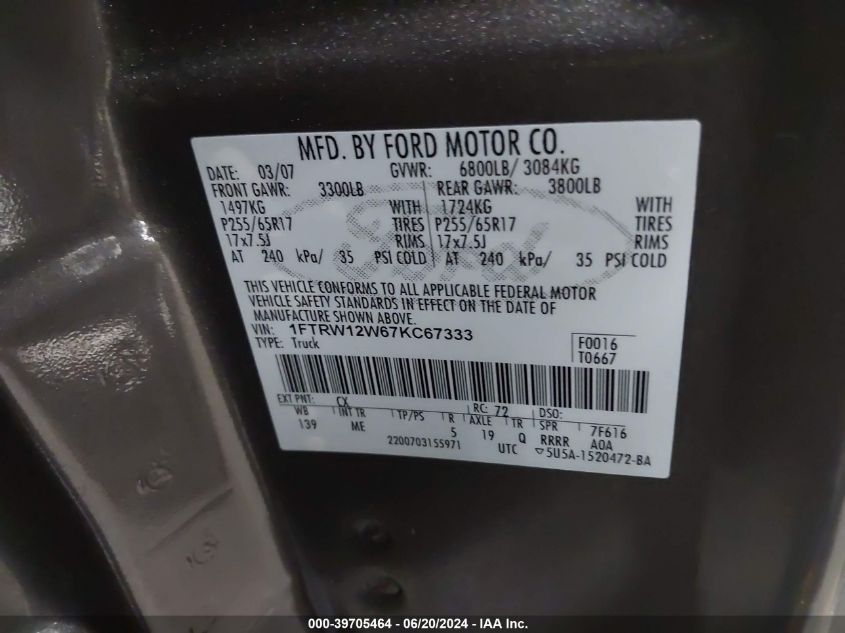 MFD. BY FORD MOTOR CO.
DATE: 03/07 GVWR: 6800LB/ 3084KG
FRONT GAWR: 3300LB REAR GAWR: 3800LB
1497KG WITH 1724KG WITH
P255/65R17 TIRES P255/65R17 TIRES
17x7.5J RIMS 17x7.5J RIMS
AT 240 kPa/ 35 PSI COLD AT 240 kPa/ 35 PSI COLD
Ford
THIS VEHICLE CONFORMS TO ALL APPLICABLE FEDERAL MOTOR
VEHICLE SAFETY STANDARDS IN EFFECT ON THE DATE OF
MANUFACTURE SHOWN ABOVE.
VIN: 1FTRW12W67KC67333
TYPE: Truck
F0016
T0667
EXT PNT: CX RC: 72 DSO:
WB INT TR TP/PS R AXLE TR SPR 7F616
139 ME 5 19 Q RRRR A0A
2200703155971 UTC ▽5U5A-1520472-BA
000-39705464 - 06/20/2024 - IAA Inc.